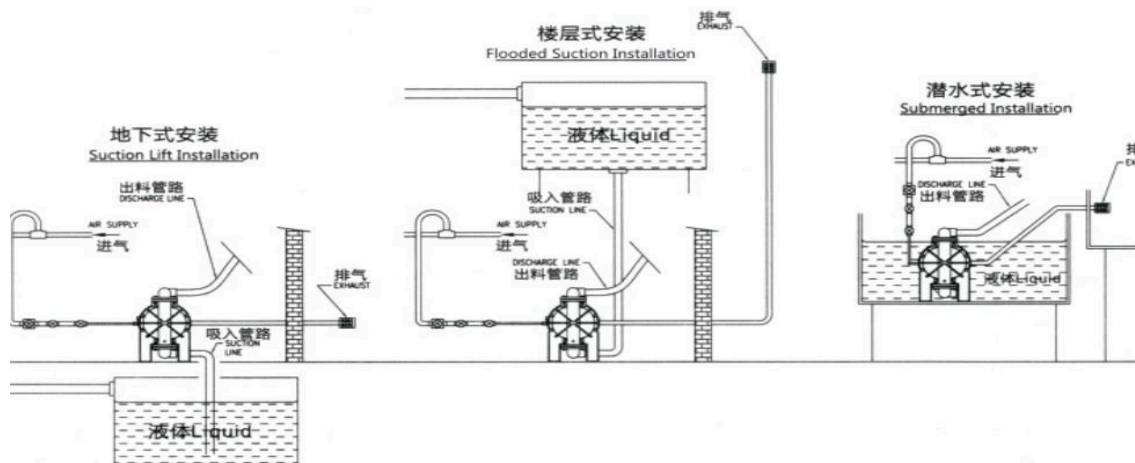 地下式安装
Suction Lift Installation
出料管路
DISCHARGE LINE
AIR SUPPLY
进气
排气
EXHAUST
吸入管路
SUCTION
LINE
液体Liquid
楼层式安装
Flooded Suction Installation
排气
EXHAUST
液体Liquid
吸入管路
SUCTION LINE
AIR SUPPLY
进气
DISCHARGE LINE
出料管路
潜水式安装
Submerged Installation
AIR SUPPLY
进气
DISCHARGE LINE
出料管路
排
EX
液体Liquid